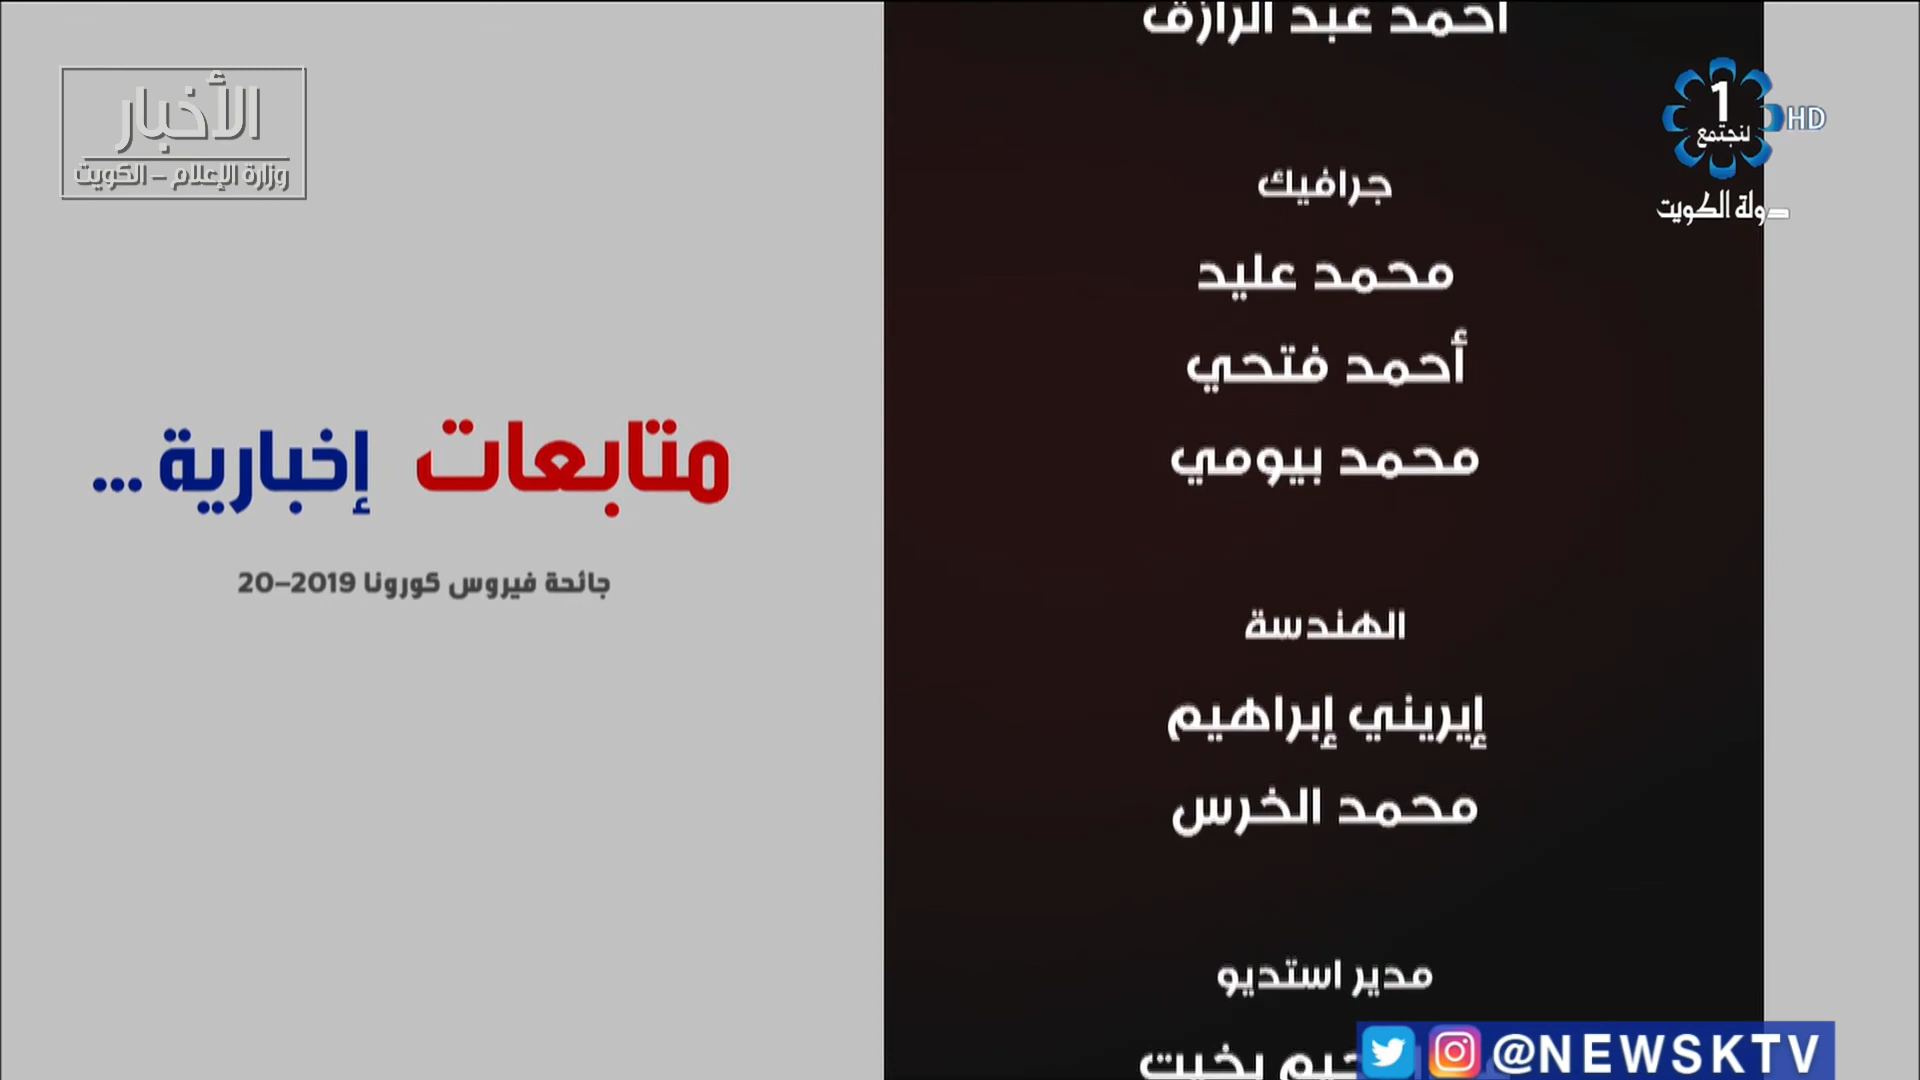 الأخبار
وزارة الإعلام – الكويت
1
لنجتمع
HD
دولة الكويت
متابعات إخبارية ...
جائحة فيروس كورونا 2019–20
أحمد عبد الرازق
جرافيك
محمد عليد
أحمد فتحي
محمد بيومي
الهندسة
إيريني إبراهيم
محمد الخرس
مدير استديو
بخيت
@NEWSKTV